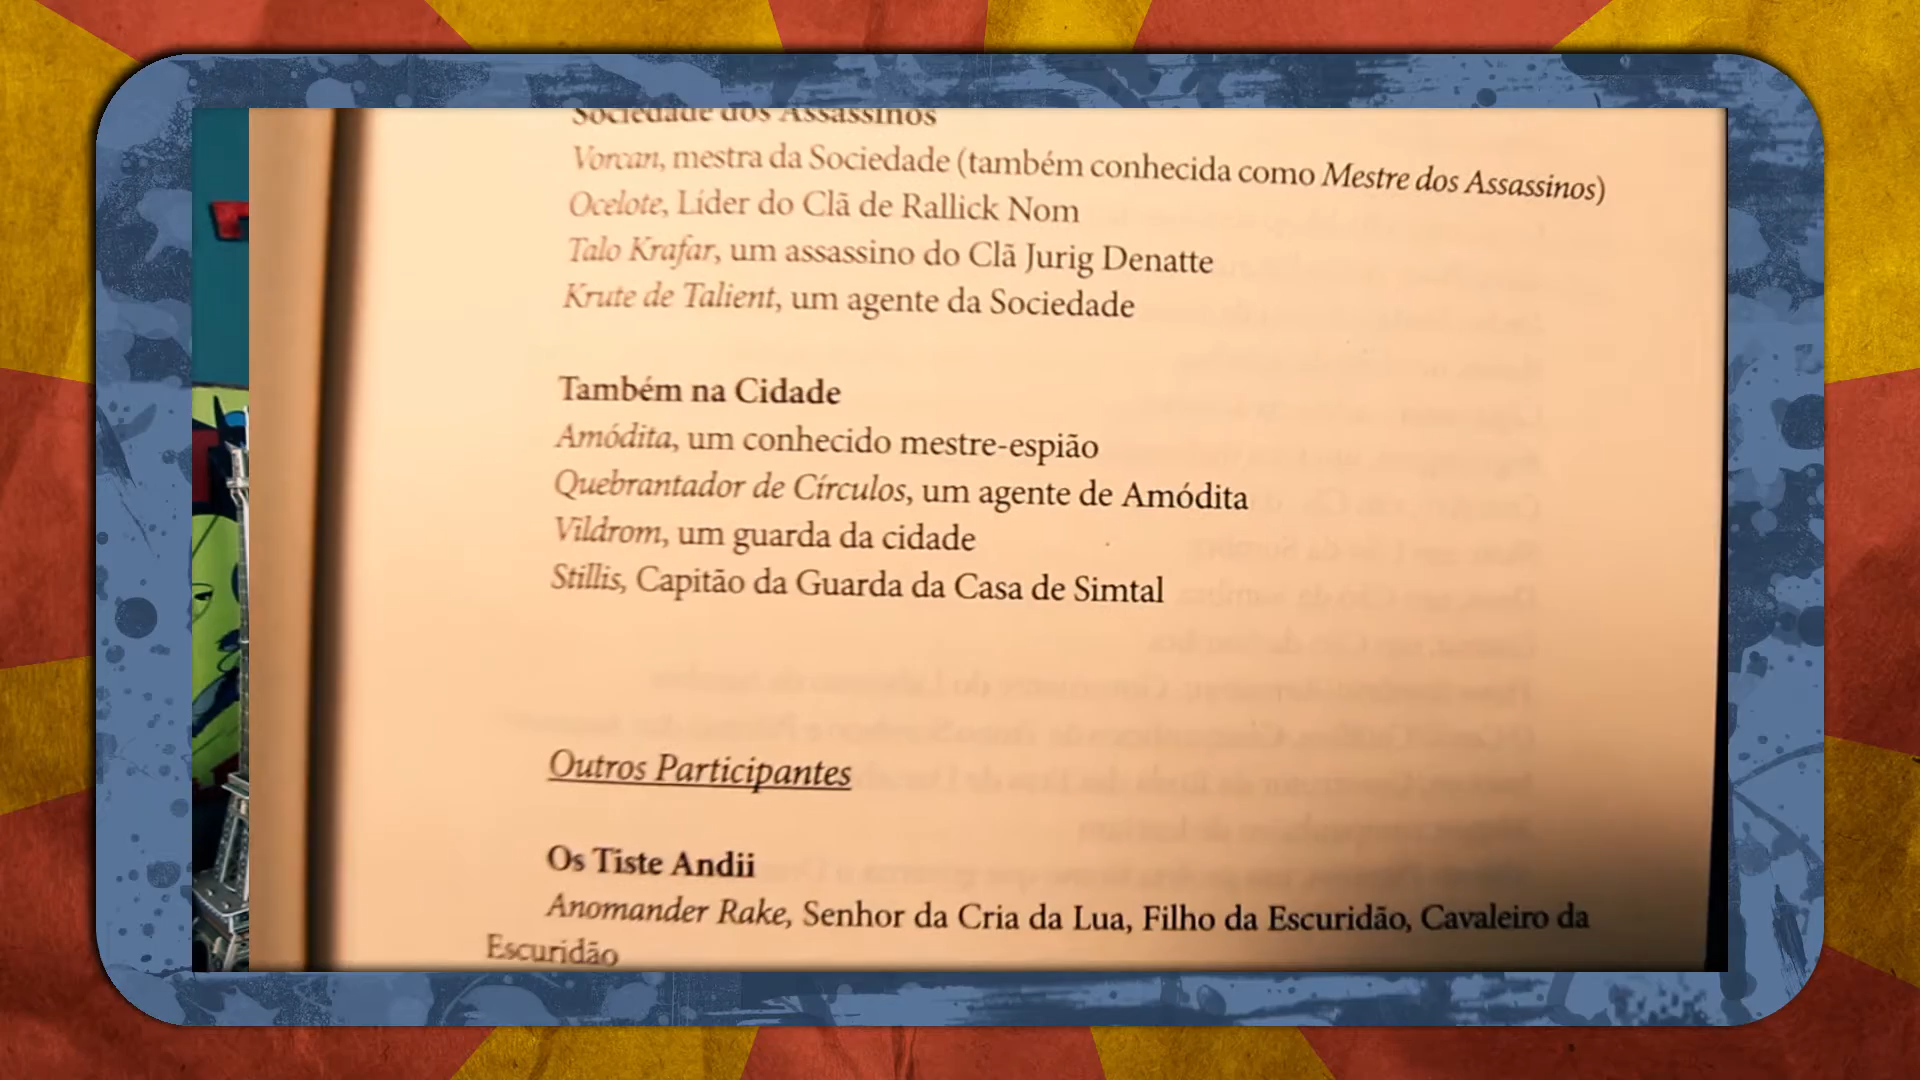 Sociedade dos Assassinos
Vorcan, mestra da Sociedade (também conhecida como Mestre dos Assassinos)
Ocelote, Líder do Clã de Rallick Nom
Talo Krafar, um assassino do Clã Jurig Denatte
Krute de Talient, um agente da Sociedade
Também na Cidade
Amódita, um conhecido mestre-espião
Quebrantador de Círculos, um agente de Amódita
Vildrom, um guarda da cidade
Stillis, Capitão da Guarda da Casa de Simtal
Outros Participantes
Os Tiste Andii
Anomander Rake, Senhor da Cria da Lua, Filho da Escuridão, Cavaleiro da
Escuridão